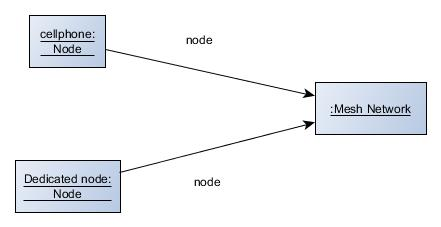 cellphone:
Node
node
:Mesh Network
Dedicated node:
Node
node